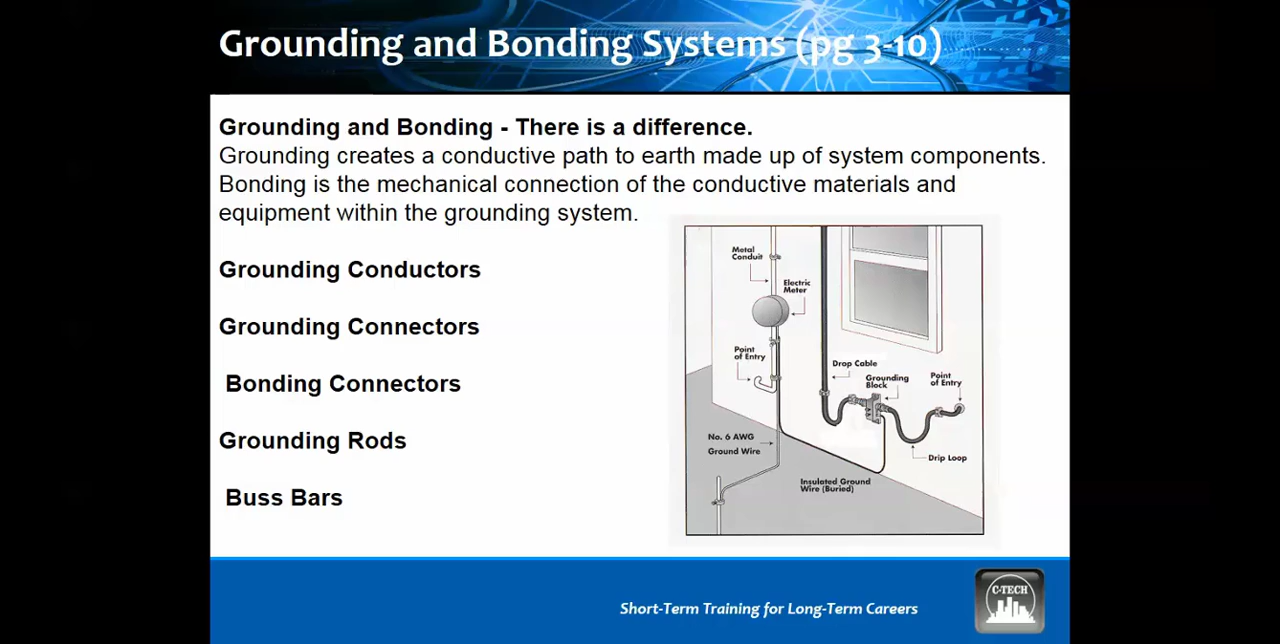 Grounding and Bonding Systems (pg 3-10)
Grounding and Bonding - There is a difference.
Grounding creates a conductive path to earth made up of system components.
Bonding is the mechanical connection of the conductive materials and
equipment within the grounding system.
Grounding Conductors
Grounding Connectors
Bonding Connectors
Grounding Rods
Buss Bars
Metal
Conduit
Electric
Meter
Point
of Entry
Drop Cable
Grounding
Block
Point
of Entry
No. 6 AWG
Ground Wire
Drip Loop
Insulated Ground
Wire (Buried)
Short-Term Training for Long-Term Careers
C-TECH